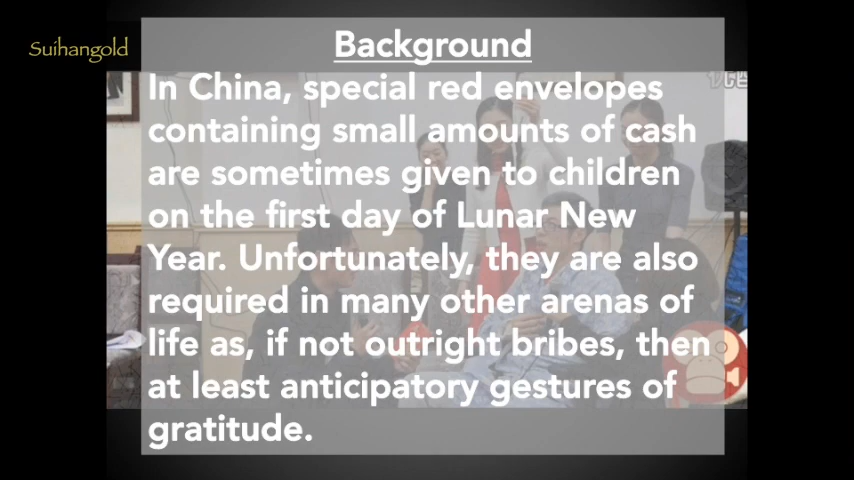 Suihangold
Background
In China, special red envelopes
containing small amounts of cash
are sometimes given to children
on the first day of Lunar New
Year. Unfortunately, they are also
required in many other arenas of
life as, if not outright bribes, then
at least anticipatory gestures of
gratitude.